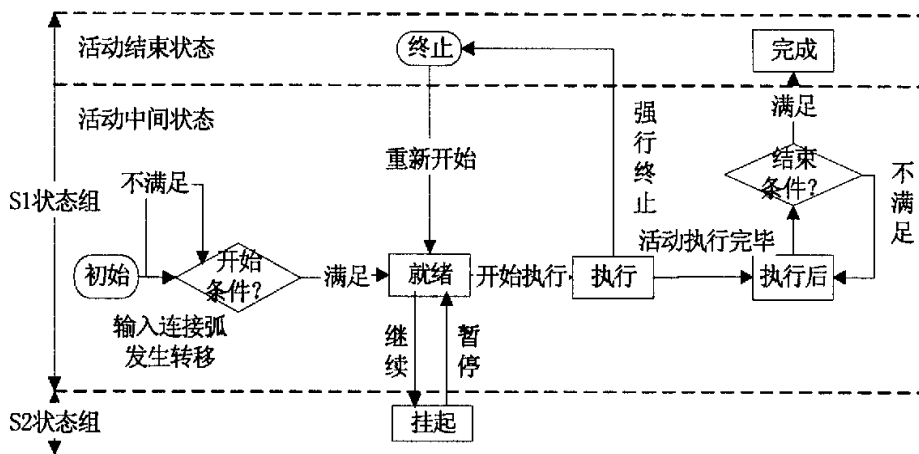 活动结束状态
终止
完成
活动中间状态
强行终止
满足
重新开始
结束
条件?
不满足
不满足
S1状态组
初始
开始
条件?
满足
就绪
开始执行
执行
活动执行完毕
执行后
输入连接弧
发生转移
继续
暂停
S2状态组
挂起